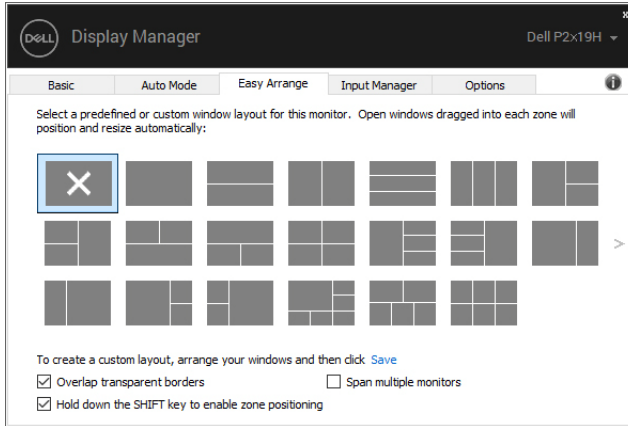 x
DELL Display Manager Dell P2x19H
Basic Auto Mode Easy Arrange Input Manager Options i
Select a predefined or custom window layout for this monitor. Open windows dragged into each zone will
position and resize automatically:
>
To create a custom layout, arrange your windows and then click Save
Overlap transparent borders Span multiple monitors
Hold down the SHIFT key to enable zone positioning